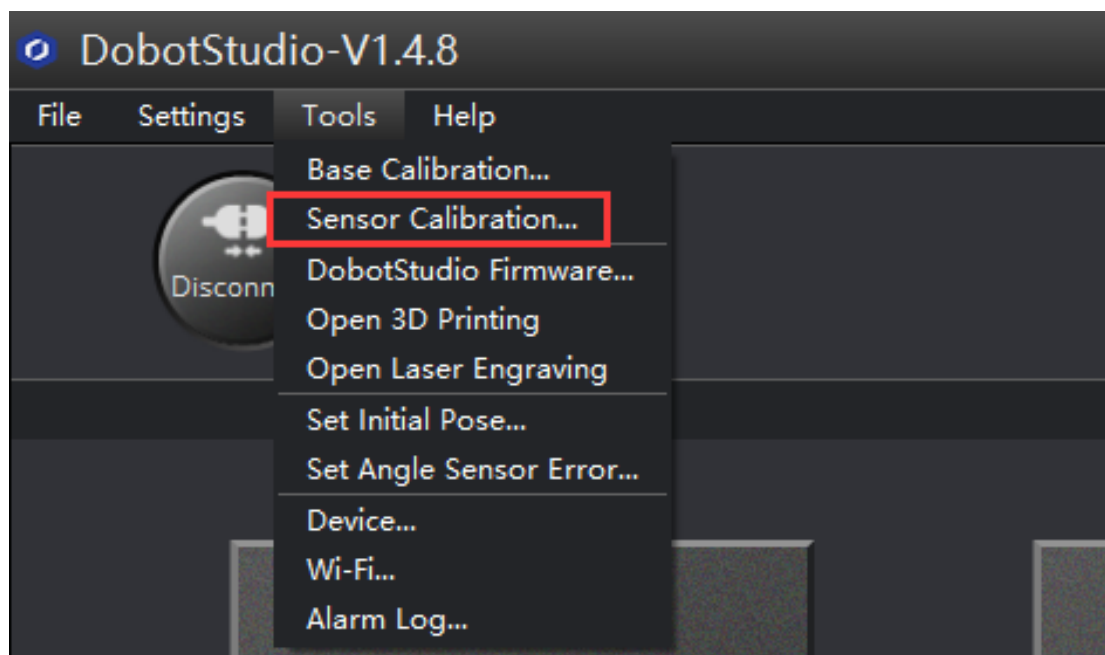 DobotStudio-V1.4.8
File Settings Tools Help
Base Calibration...
Sensor Calibration...
Disconn
DobotStudio Firmware...
Open 3D Printing
Open Laser Engraving
Set Initial Pose...
Set Angle Sensor Error...
Device...
Wi-Fi...
Alarm Log...